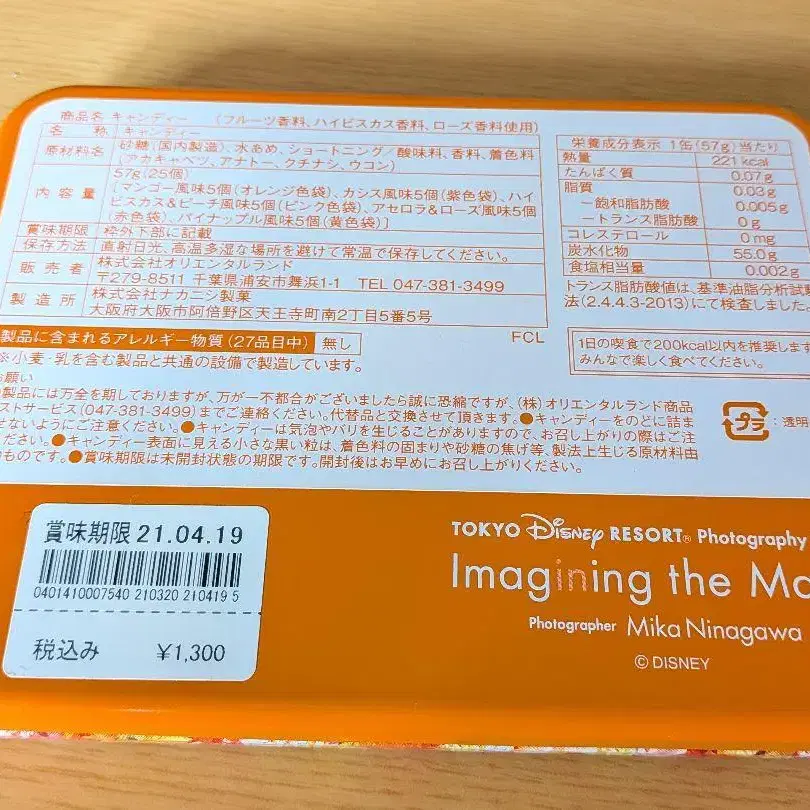 商品名 キャンディー （フルーツ香料、ハイビスカス香料、ローズ香料使用）
名 称 キャンディー
原材料名 砂糖（国内製造）、水あめ、ショートニング／酸味料、香料、着色料
（アカキャベツ、アナトー、クチナシ、ウコン）
内容量 57g（25個）
〔マンゴー風味5個（オレンジ色袋）、カシス風味5個（紫色袋）、ハイ
ビスカス&ピーチ風味5個（ピンク色袋）、アセロラ&ローズ風味5個
（赤色袋）、パイナップル風味5個（黄色袋）〕
賞味期限 枠外下部に記載
保存方法 直射日光、高温多湿な場所を避けて常温で保存してください。
販売者 株式会社オリエンタルランド
〒279-8511 千葉県浦安市舞浜1-1 TEL 047-381-3499
製造所 株式会社ナカニシ製菓
大阪府大阪市阿倍野区天王寺町南2丁目5番5号
FCL
製品に含まれるアレルギー物質（27品目中） 無し
※小麦・乳を含む製品と共通の設備で製造しています。
お願い
製品には万全を期しておりますが、万が一不都合がございましたら誠に恐縮ですが、（株）オリエンタルランド商品
ストサービス（047-381-3499）までご連絡ください。代替品と交換させて頂きます。●キャンディーをのどに詰ま
せないようにご注意ください。●キャンディーは気泡やバリを生じることがありますので、お召し上がりの際はご注
ください。●キャンディー表面に見える小さな黒い粒は、着色料の固まりや砂糖の焦げ等、製法上生じる原材料由
のものです。●賞味期限は未開封状態の期限です。開封後はお早めにお召し上がりください。
栄養成分表示 1缶（57g）当たり
熱量 221 kcal
たんぱく質 0.07g
脂質 0.03g
－飽和脂肪酸 0.005g
－トランス脂肪酸 0g
コレステロール 0mg
炭水化物 55.0g
食塩相当量 0.002g
トランス脂肪酸値は、基準油脂分析試験
法（2.4.4.3-2013）にて検査しました。
1日の喫食で200kcal以内を推奨します
みんなで楽しく食べてください。
プラ ：透明
賞味期限 21.04.19
0401410007540 210320 210419 5
税込み ¥1,300
TOKYO Disney RESORT® Photography
Imagining the Ma
Photographer Mika Ninagawa
© DISNEY